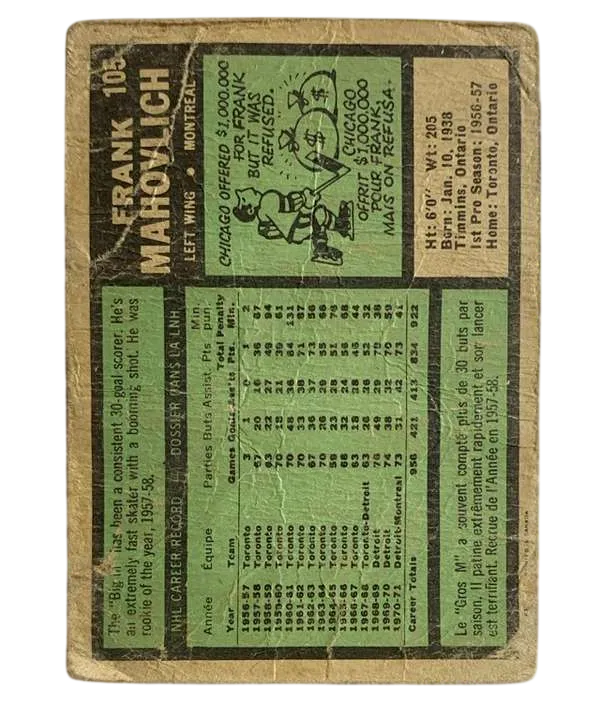 FRANK 105
MAHOVLICH
LEFT WING • MONTREAL
The "Big M" has been a consistent 30-goal scorer. He's
an extremely fast skater with a booming shot. He was
rookie of the year, 1957-58.
CHICAGO OFFERED $1,000,000
FOR FRANK
BUT IT WAS
REFUSED.
CHICAGO
OFFRIT $1,000,000
POUR FRANK,
MAIS ON REFUSA.
NHL CAREER RECORD // DOSSIER DANS LA LNH
Min.
Année Équipe Parties Buts Assist. Pts pun.
Total Penalty
Year Team Games Goals Ass'ts Pts. Min.
1956-57 Toronto 3 1 0 1 2
1957-58 Toronto 67 20 16 36 67
1958-59 Toronto 63 22 27 49 94
1959-60 Toronto 70 18 21 39 61
1960-61 Toronto 70 48 36 84 131
1961-62 Toronto 70 33 38 71 87
1962-63 Toronto 67 36 37 73 56
1963-64 Toronto 70 26 29 55 66
1964-65 Toronto 59 23 28 51 76
1965-66 Toronto 68 32 24 56 68
1966-67 Toronto 63 18 28 46 44
1967-68 Toronto-Detroit 63 26 26 52 32
1968-69 Detroit 76 49 29 78 38
1969-70 Detroit 74 38 32 70 59
1970-71 Detroit-Montreal 73 31 42 73 41
Career Totals 956 421 413 834 922
Ht: 6'0" Wt: 205
Born: Jan. 10, 1938
Timmins, Ontario
1st Pro Season: 1956-57
Home: Toronto, Ontario
Le "Gros M" a souvent compté plus de 30 buts par
saison. Il patine extrêmement rapidement et son lancer
est terrifiant. Recrue de l'Année en 1957-58.